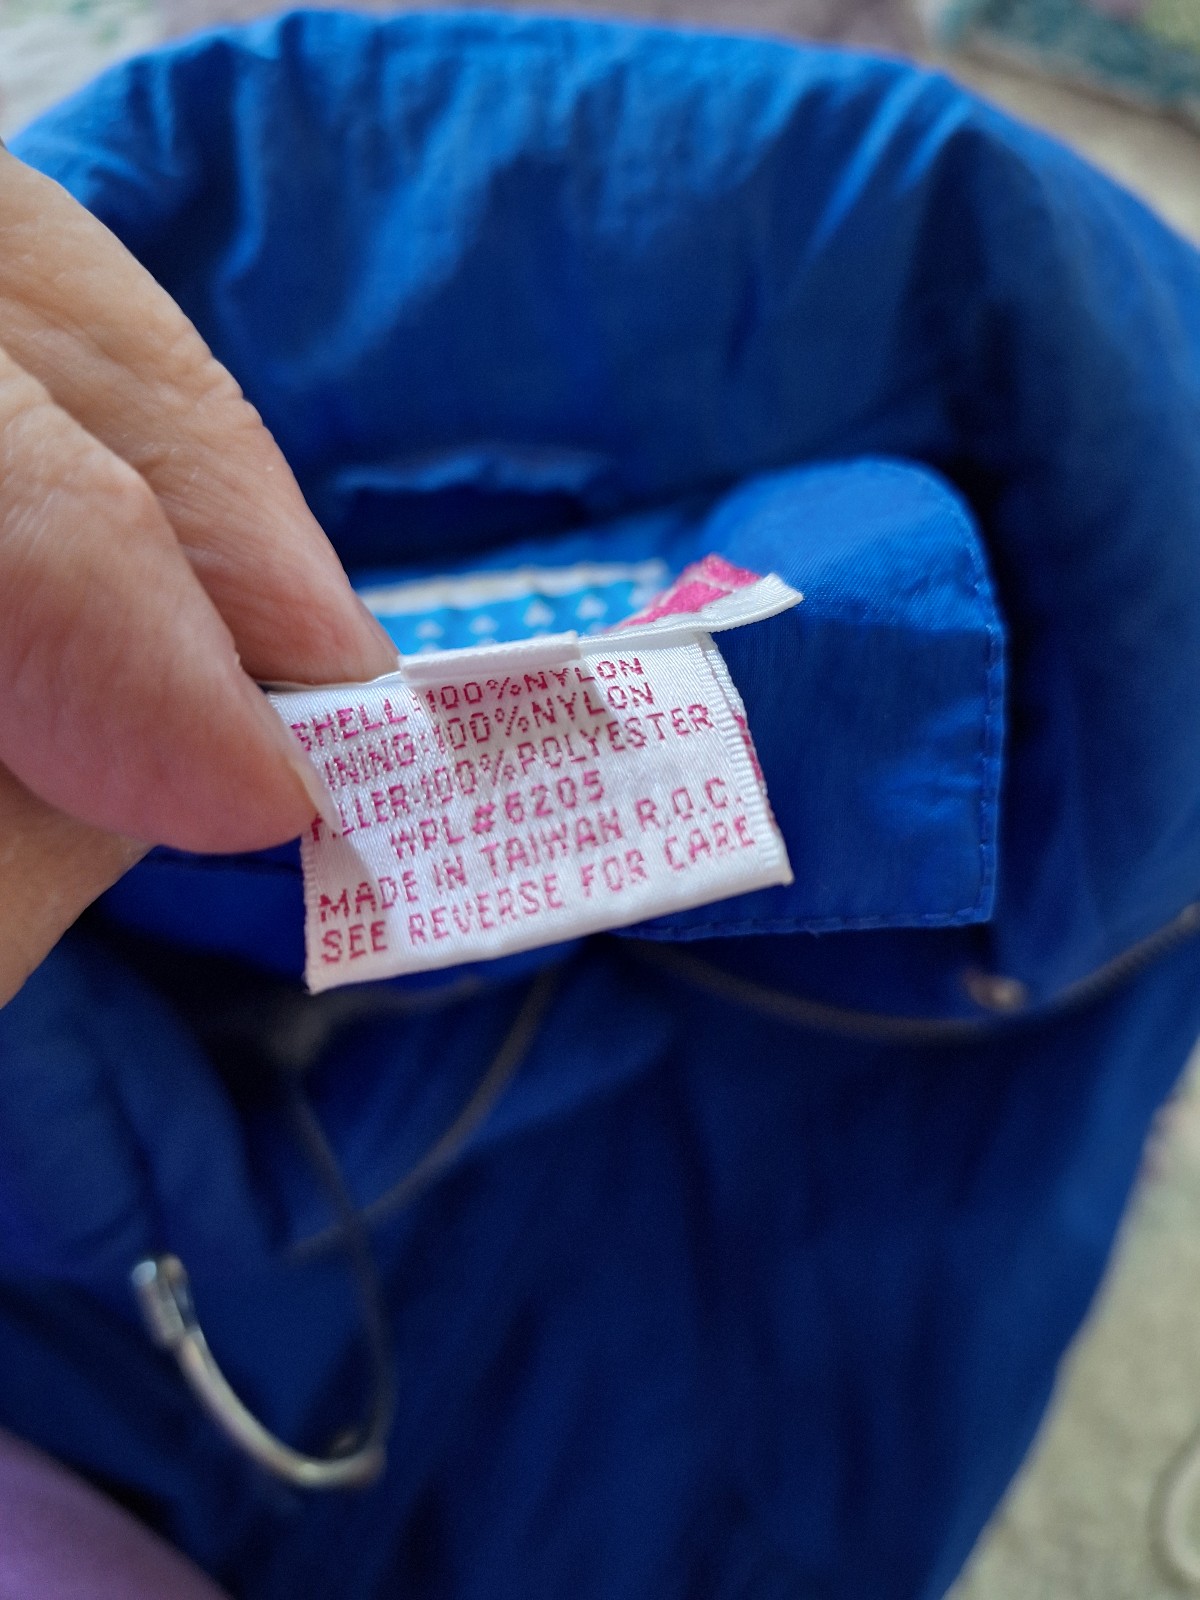 SHELL:100%NYLON
LINING:100%NYLON
FILLER:100%POLYESTER
WPL#6205
MADE IN TAIWAN R.O.C.
SEE REVERSE FOR CARE